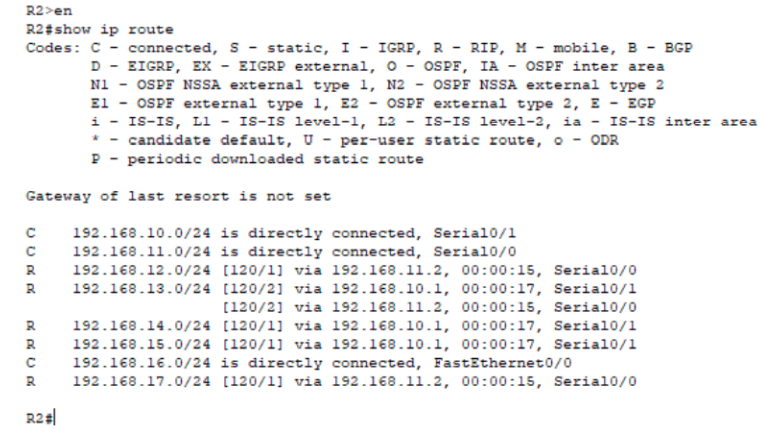 R2>en
R2#show ip route
Codes: C - connected, S - static, I - IGRP, R - RIP, M - mobile, B - BGP
D - EIGRP, EX - EIGRP external, O - OSPF, IA - OSPF inter area
N1 - OSPF NSSA external type 1, N2 - OSPF NSSA external type 2
E1 - OSPF external type 1, E2 - OSPF external type 2, E - EGP
i - IS-IS, L1 - IS-IS level-1, L2 - IS-IS level-2, ia - IS-IS inter area
* - candidate default, U - per-user static route, o - ODR
P - periodic downloaded static route
Gateway of last resort is not set
C 192.168.10.0/24 is directly connected, Serial0/1
C 192.168.11.0/24 is directly connected, Serial0/0
R 192.168.12.0/24 [120/1] via 192.168.11.2, 00:00:15, Serial0/0
R 192.168.13.0/24 [120/2] via 192.168.10.1, 00:00:17, Serial0/1
[120/2] via 192.168.11.2, 00:00:15, Serial0/0
R 192.168.14.0/24 [120/1] via 192.168.10.1, 00:00:17, Serial0/1
R 192.168.15.0/24 [120/1] via 192.168.10.1, 00:00:17, Serial0/1
C 192.168.16.0/24 is directly connected, FastEthernet0/0
R 192.168.17.0/24 [120/1] via 192.168.11.2, 00:00:15, Serial0/0
R2#